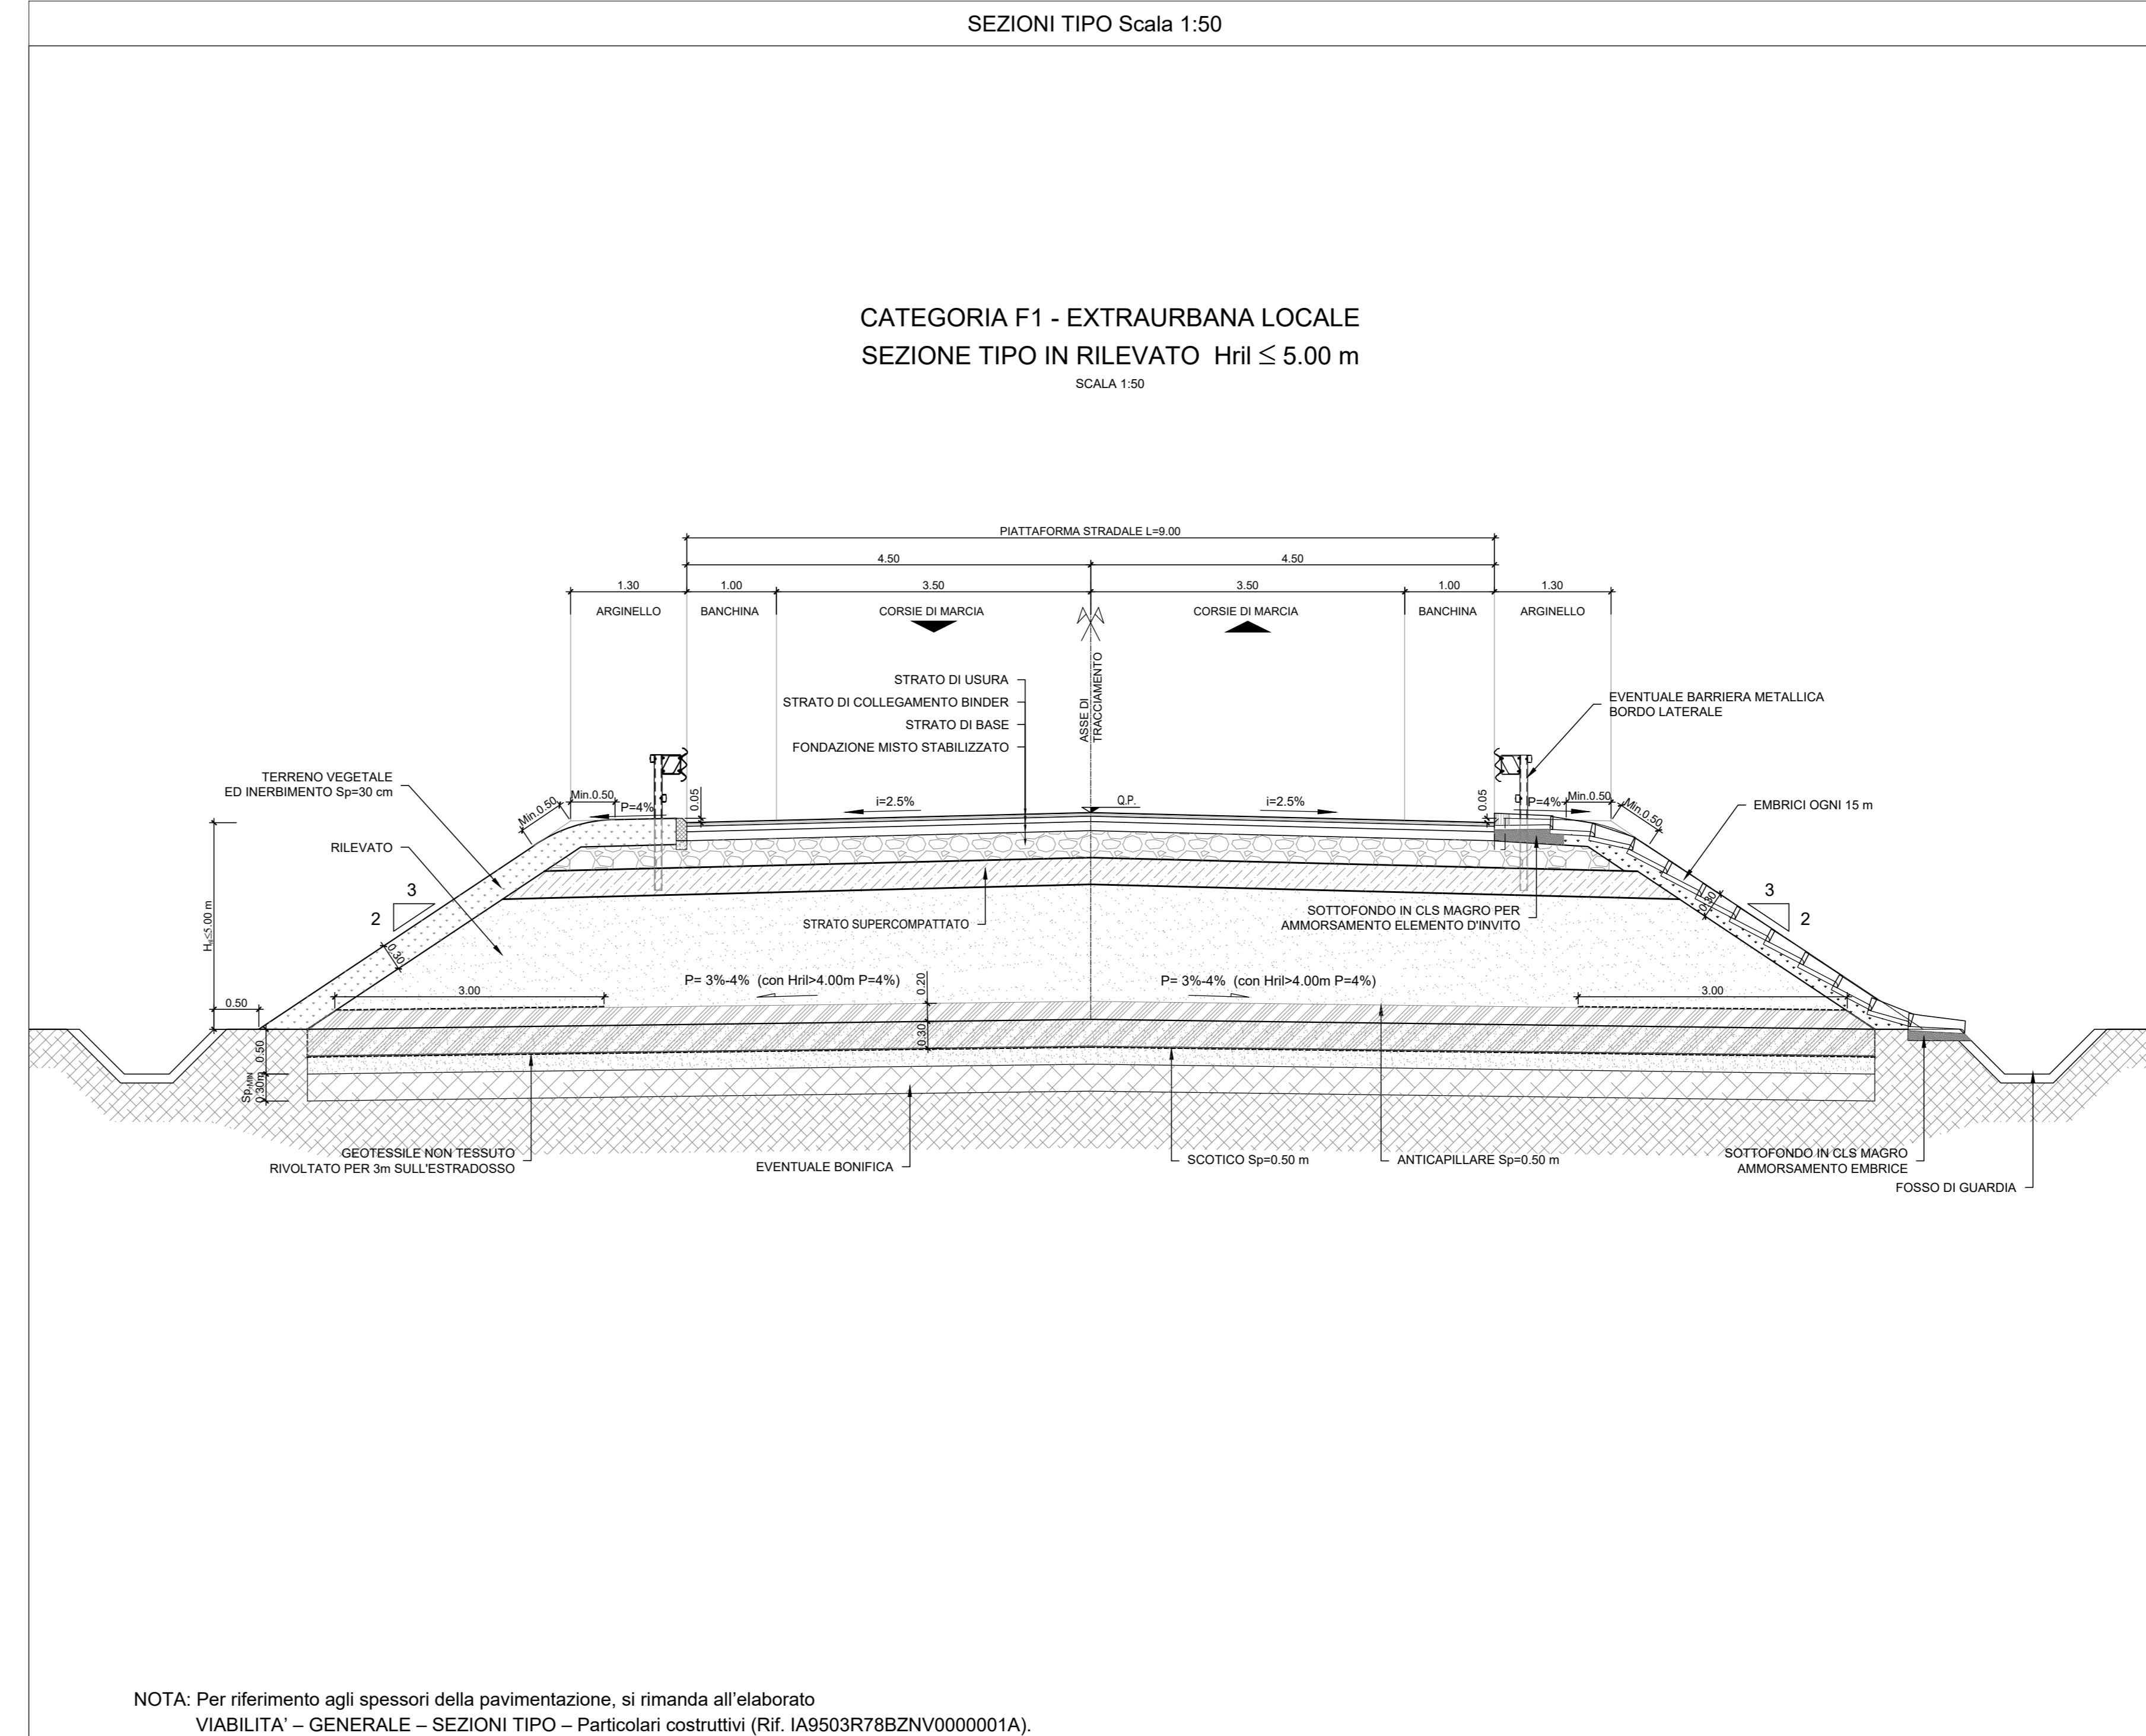 SEZIONI TIPO Scala 1:50
CATEGORIA F1 - EXTRAURBANA LOCALE
SEZIONE TIPO IN RILEVATO Hril ≤ 5.00 m
SCALA 1:50
PIATTAFORMA STRADALE L=9.00
4.50
4.50
1.30
1.00
3.50
3.50
1.00
1.30
ARGINELLO
BANCHINA
CORSIE DI MARCIA
CORSIE DI MARCIA
BANCHINA
ARGINELLO
ASSE DI
TRACCIAMENTO
STRATO DI USURA
STRATO DI COLLEGAMENTO BINDER
STRATO DI BASE
FONDAZIONE MISTO STABILIZZATO
EVENTUALE BARRIERA METALLICA
BORDO LATERALE
TERRENO VEGETALE
ED INERBIMENTO Sp=30 cm
Min.0.50
Min.0.50
P=4%
0.05
i=2.5%
Q.P.
i=2.5%
0.05
P=4%
Min.0.50
Min.0.50
EMBRICI OGNI 15 m
RILEVATO
3
2
3
2
0.30
0.30
STRATO SUPERCOMPATTATO
SOTTOFONDO IN CLS MAGRO PER
AMMORSAMENTO ELEMENTO D'INVITO
≤5.00 m
P= 3%-4% (con Hril>4.00m P=4%)
P= 3%-4% (con Hril>4.00m P=4%)
0.20
0.50
3.00
3.00
0.30
0.50
Sp.MIN
0.30m
GEOTESSILE NON TESSUTO
RIVOLTATO PER 3m SULL'ESTRADOSSO
EVENTUALE BONIFICA
SCOTICO Sp=0.50 m
ANTICAPILLARE Sp=0.50 m
SOTTOFONDO IN CLS MAGRO
AMMORSAMENTO EMBRICE
FOSSO DI GUARDIA
NOTA: Per riferimento agli spessori della pavimentazione, si rimanda all'elaborato
VIABILITA' – GENERALE – SEZIONI TIPO – Particolari costruttivi (Rif. IA9503R78BZNV0000001A).